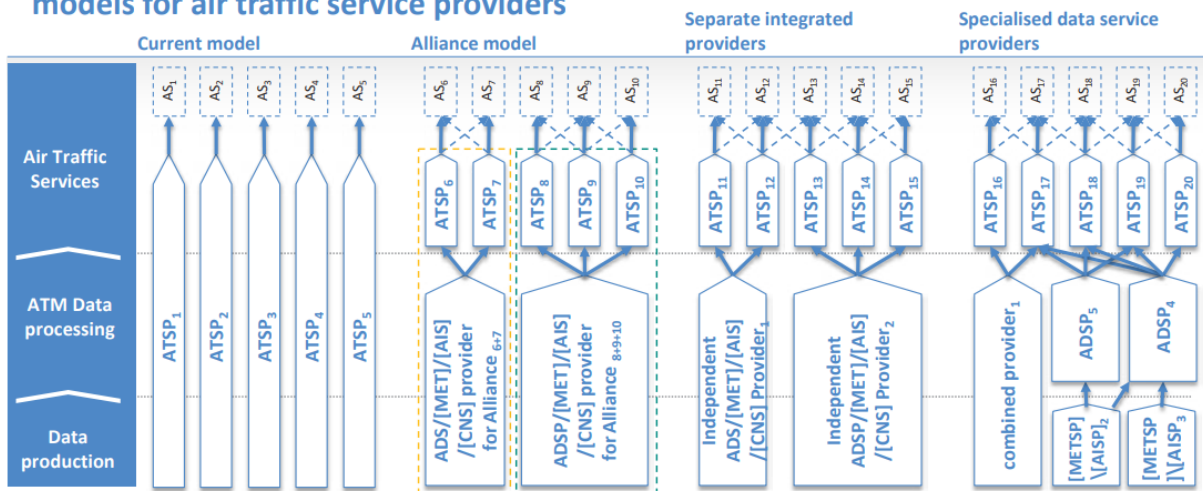 models for air traffic service providers
Current model
Alliance model
Separate integrated
providers
Specialised data service
providers
Air Traffic
Services
ATM Data
processing
Data
production
AS1
AS2
AS3
AS4
AS5
AS6
AS7
AS8
AS9
AS10
AS11
AS12
AS13
AS14
AS15
AS16
AS17
AS18
AS19
AS20
ATSP1
ATSP2
ATSP3
ATSP4
ATSP5
ATSP6
ATSP7
ATSP8
ATSP9
ATSP10
ATSP11
ATSP12
ATSP13
ATSP14
ATSP15
ATSP16
ATSP17
ATSP18
ATSP19
ATSP20
ADS/[MET]/[AIS]
/[CNS] provider
for Alliance 6+7
ADSP/[MET]/[AIS]
/[CNS] provider
for Alliance 8+9+10
Independent
ADS/[MET]/[AIS]
/[CNS] Provider1
Independent
ADSP/[MET]/[AIS]
/[CNS] Provider2
combined provider1
ADSP5
ADSP4
[METSP]
\[AISP]2
[METSP
]\[AISP3